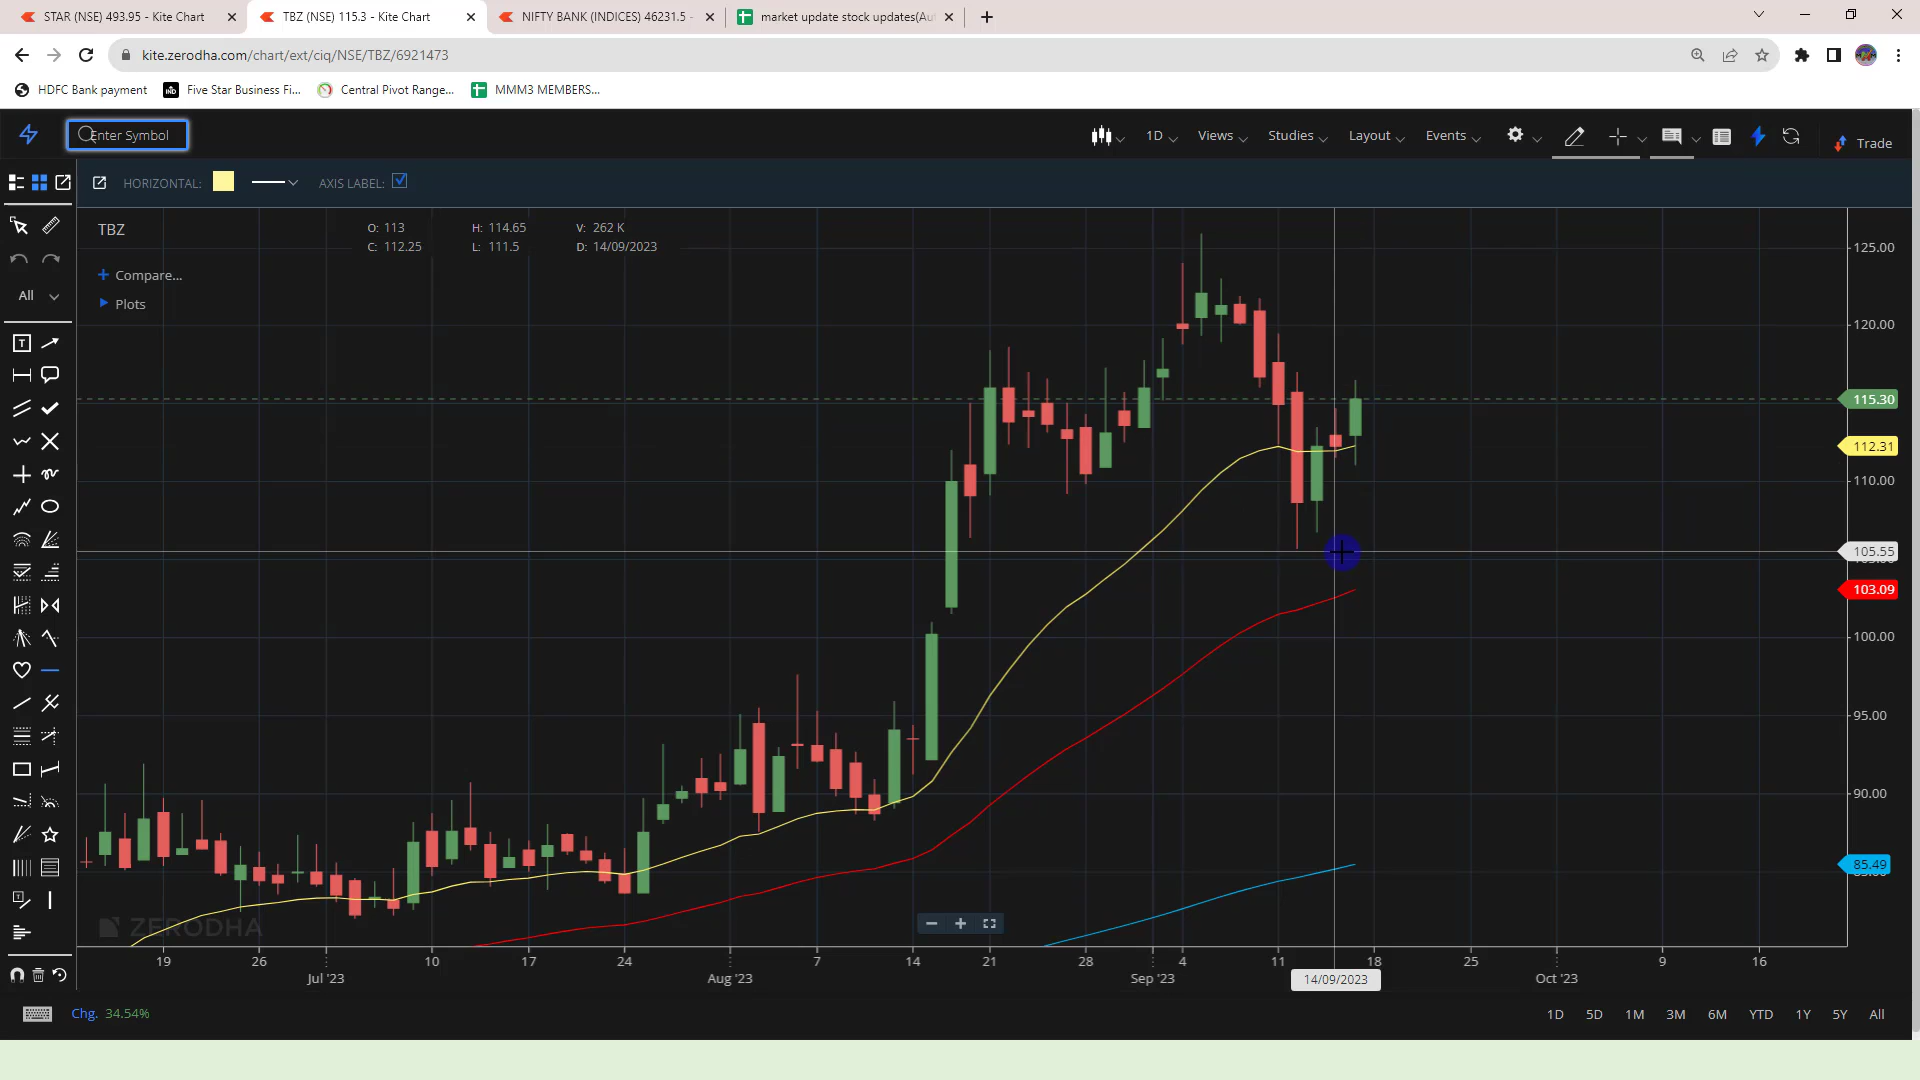 STAR (NSE) 493.95 - Kite Chart
TBZ (NSE) 115.3 - Kite Chart
NIFTY BANK (INDICES) 46231.5 -
market update stock updates(Au
kite.zerodha.com/chart/ext/ciq/NSE/TBZ/6921473
HDFC Bank payment
Five Star Business Fi...
Central Pivot Range...
MMM3 MEMBERS...
Enter Symbol
1D
Views
Studies
Layout
Events
Trade
HORIZONTAL:
AXIS LABEL:
TBZ
O: 113
H: 114.65
V: 262 K
C: 112.25
L: 111.5
D: 14/09/2023
+ Compare...
Plots
All
125.00
120.00
115.30
112.31
110.00
105.55
103.09
100.00
95.00
90.00
85.49
ZERODHA
19
26
10
17
24
7
14
21
28
4
11
18
25
9
16
Jul '23
Aug '23
Sep '23
14/09/2023
Oct '23
Chg. 34.54%
1D
5D
1M
3M
6M
YTD
1Y
5Y
All